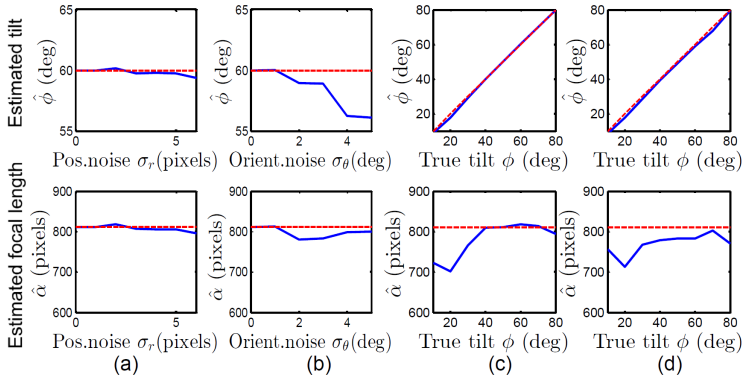 Estimated tilt
65
60
55
0
5
φ̂ (deg)
Pos.noise σ_r(pixels)
65
60
55
0
2
4
φ̂ (deg)
Orient.noise σ_θ(deg)
80
60
40
20
20
40
60
80
φ̂ (deg)
True tilt φ (deg)
80
60
40
20
20
40
60
80
φ̂ (deg)
True tilt φ (deg)
Estimated focal length
900
800
700
600
0
5
α̂ (pixels)
Pos.noise σ_r(pixels)
(a)
900
800
700
600
0
2
4
α̂ (pixels)
Orient.noise σ_θ(deg)
(b)
900
800
700
600
20
40
60
80
α̂ (pixels)
True tilt φ (deg)
(c)
900
800
700
600
20
40
60
80
α̂ (pixels)
True tilt φ (deg)
(d)